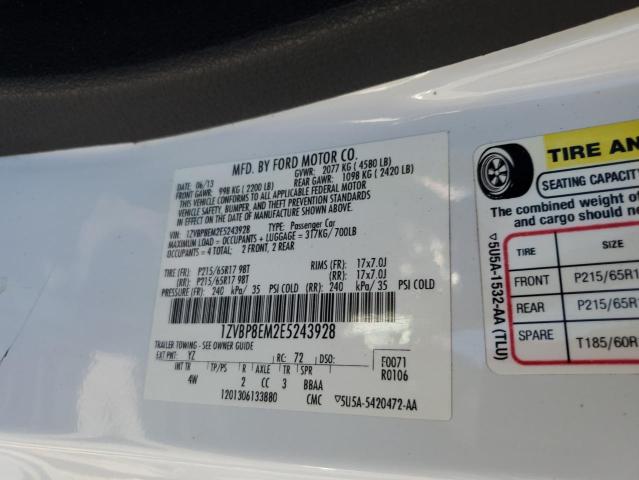 MFD. BY FORD MOTOR CO.
DATE: 06/13 GVWR: 2077 KG (4580 LB)
FRONT GAWR: 998 KG (2200 LB) REAR GAWR: 1098 KG (2420 LB)
THIS VEHICLE CONFORMS TO ALL APPLICABLE FEDERAL MOTOR
VEHICLE SAFETY, BUMPER, AND THEFT PREVENTION STANDARDS
IN EFFECT ON THE DATE OF MANUFACTURE SHOWN ABOVE.
VIN: 1ZVBP8EM2E5243928 TYPE: Passenger Car
MAXIMUM LOAD = OCCUPANTS + LUGGAGE = 317KG/700LB
OCCUPANTS = 4 TOTAL; 2 FRONT, 2 REAR
TIRE (FR): P215/65R17 98T RIMS (FR): 17x7.0J
(RR): P215/65R17 98T (RR): 17x7.0J
PRESSURE (FR): 240 kPa/ 35 PSI COLD (RR): 240 kPa/ 35 PSI COLD
1ZVBP8EM2E5243928
TRAILER TOWING - SEE OWNER GUIDE
EXT PNT: YZ RC: 72 DSO: F0071
R0106
INT TR TP/PS R AXLE TR SPR
4W 2 CC 3 BBAA
1201306133880 CMC ▽5U5A-5420472-AA
TIRE AN
SEATING CAPACITY
The combined weight of
and cargo should ne
TIRE SIZE
FRONT P215/65R1
REAR P215/65R1
SPARE T185/60R
▽5U5A-1532-AA (TLU)